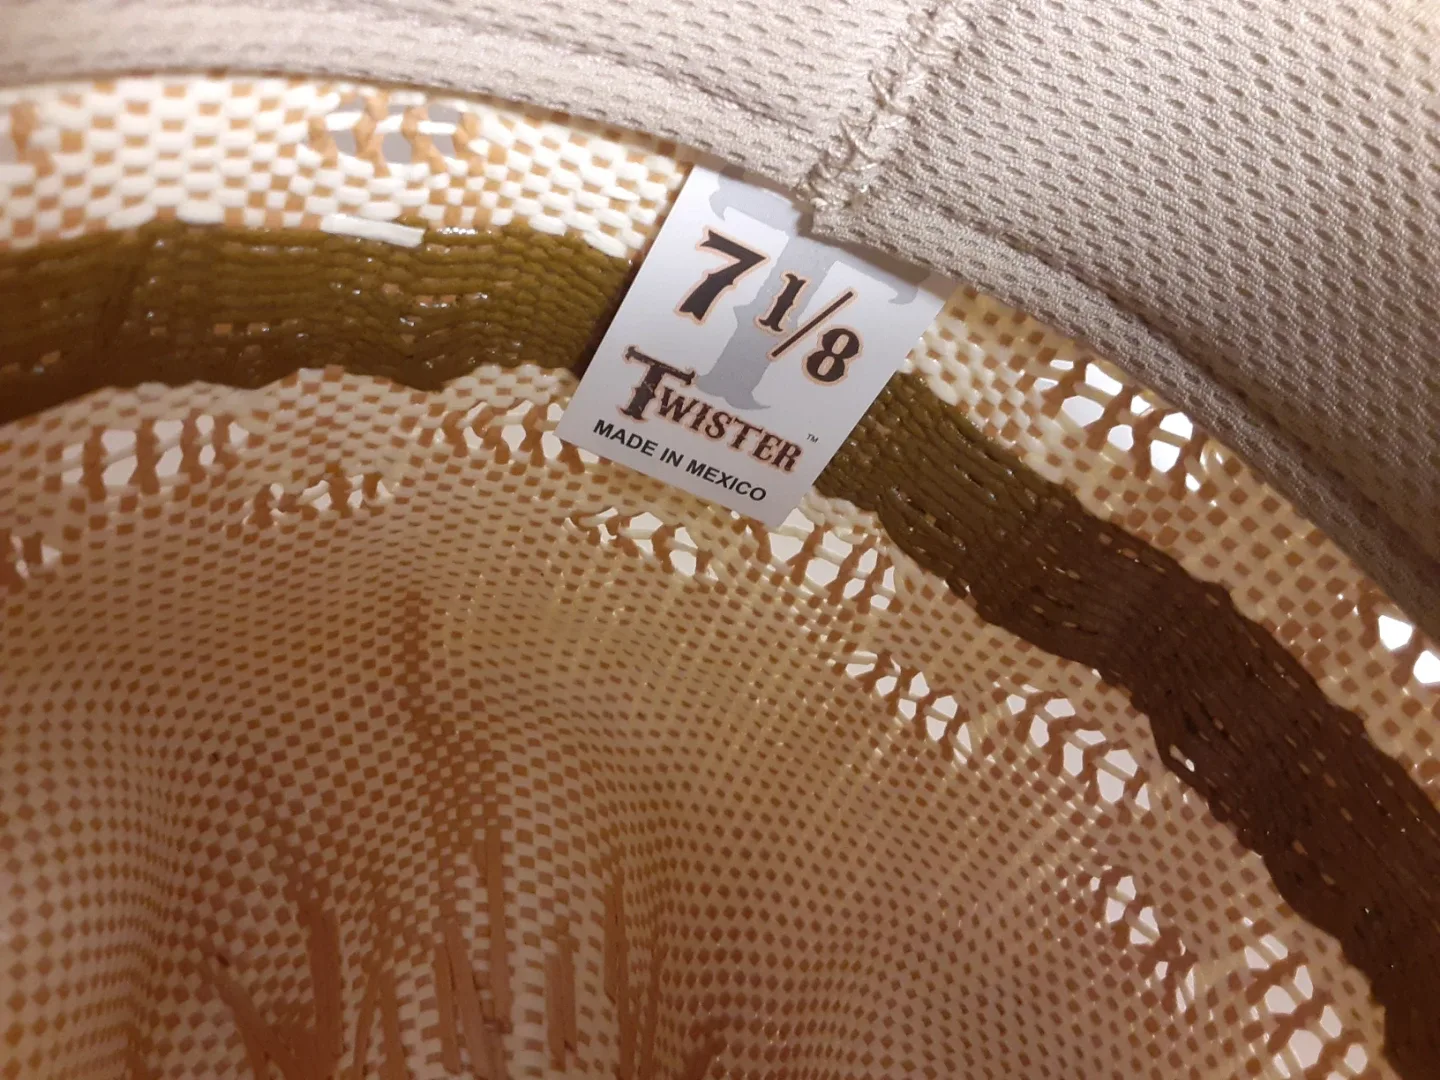 7 1/8
TWISTER™
MADE IN MEXICO